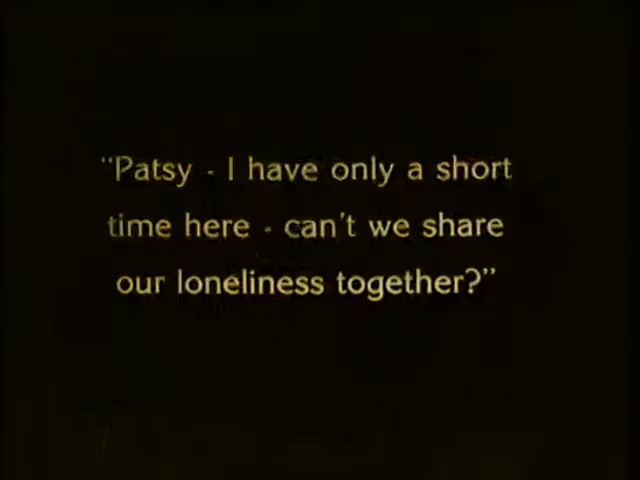 "Patsy - I have only a short
time here - can't we share
our loneliness together?"